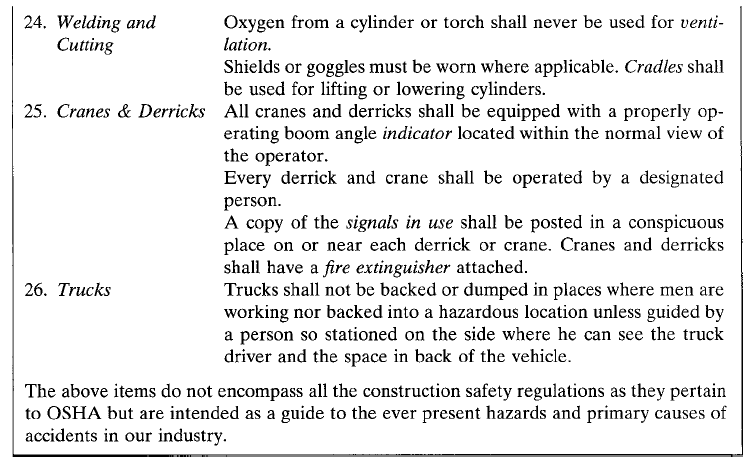 24. Welding and Oxygen from a cylinder or torch shall never be used for venti-
Cutting lation.
Shields or goggles must be worn where applicable. Cradles shall
be used for lifting or lowering cylinders.
25. Cranes & Derricks All cranes and derricks shall be equipped with a properly op-
erating boom angle indicator located within the normal view of
the operator.
Every derrick and crane shall be operated by a designated
person.
A copy of the signals in use shall be posted in a conspicuous
place on or near each derrick or crane. Cranes and derricks
shall have a fire extinguisher attached.
26. Trucks Trucks shall not be backed or dumped in places where men are
working nor backed into a hazardous location unless guided by
a person so stationed on the side where he can see the truck
driver and the space in back of the vehicle.
The above items do not encompass all the construction safety regulations as they pertain
to OSHA but are intended as a guide to the ever present hazards and primary causes of
accidents in our industry.